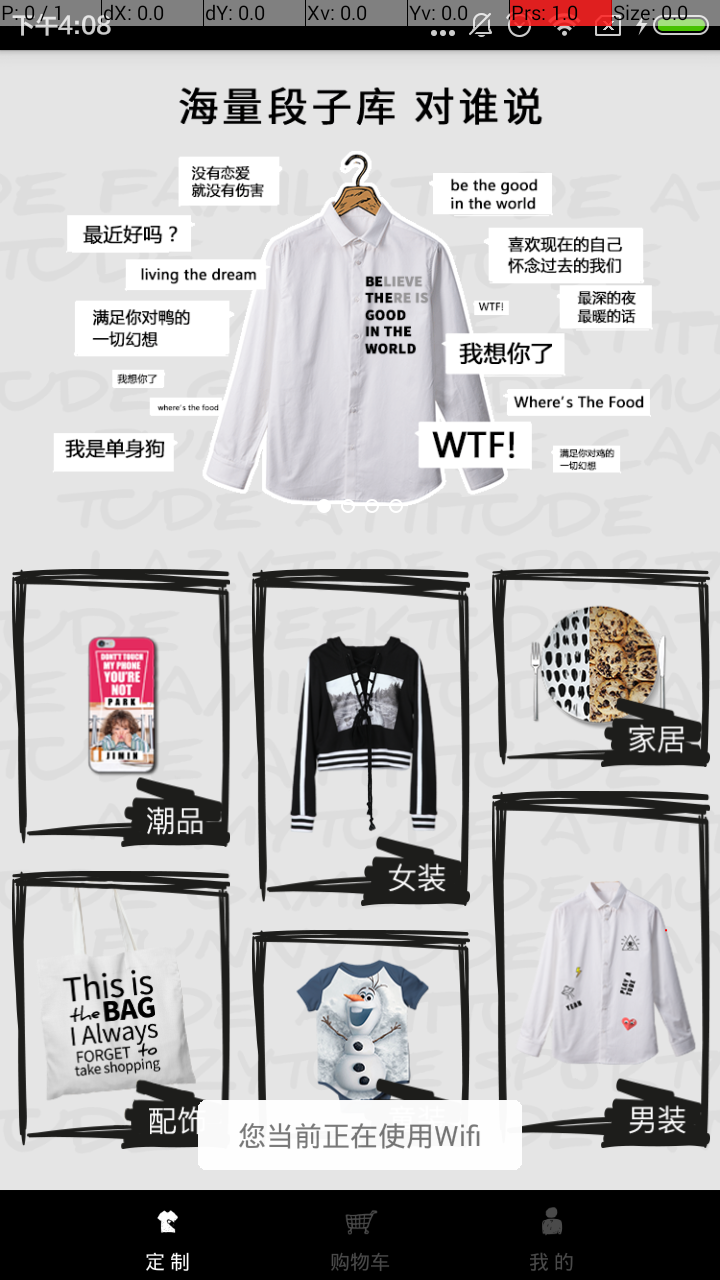 P: 0 / 1 dX: 0.0 dY: 0.0 Xv: 0.0 Yv: 0.0 Prs: 1.0 Size: 0.0
下午4:08
海量段子库 对谁说
没有恋爱
就没有伤害
be the good
in the world
最近好吗？
喜欢现在的自己
怀念过去的我们
living the dream
BELIEVE
THERE IS
GOOD
IN THE
WORLD
WTF!
最深的夜
最暖的话
满足你对鸭的
一切幻想
我想你了
我想你了
where's the food
Where's The Food
我是单身狗
WTF!
满足你对鸡的
一切幻想
DON'T TOUCH
MY PHONE
YOU'RE
NOT
PARK
JIMIN
潮品
女装
家居
This is
the BAG
I Always
FORGET to
take shopping
配饰
YEAH
PLAY A
TUDE
男装
您当前正在使用Wifi
定制
购物车
我的